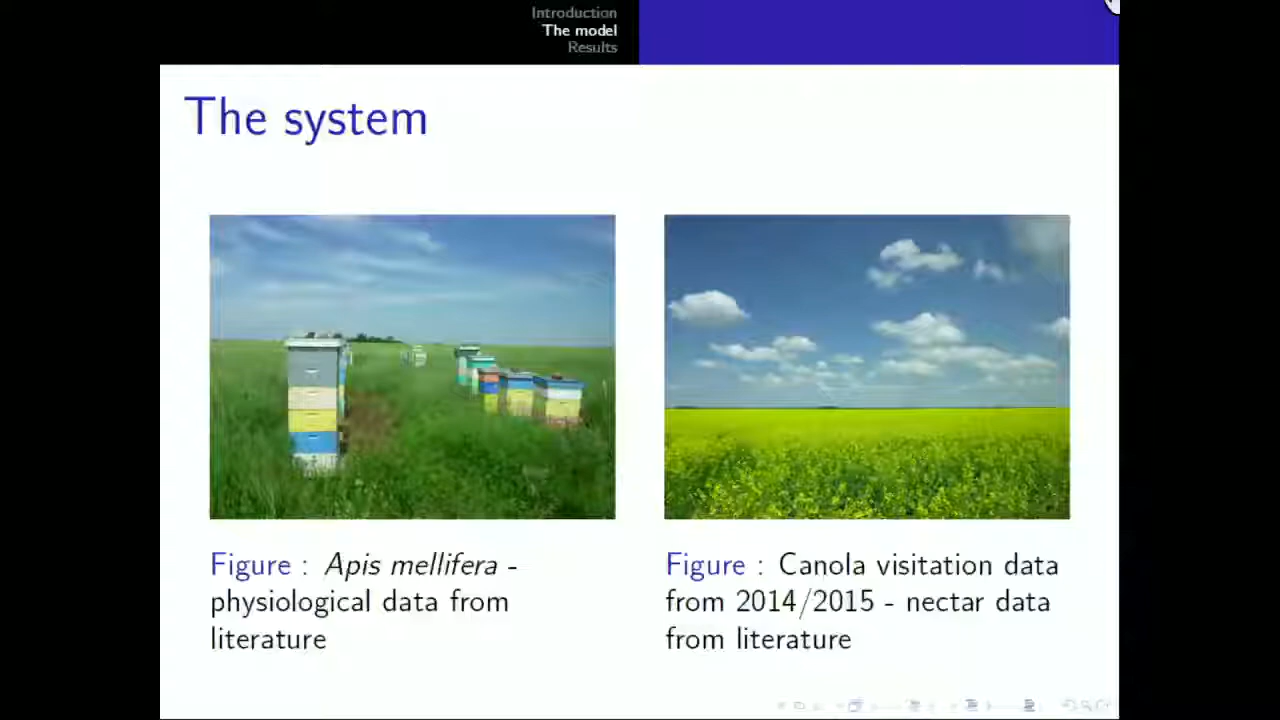 Introduction
The model
Results
The system
Figure : Apis mellifera -
physiological data from
literature
Figure : Canola visitation data
from 2014/2015 - nectar data
from literature